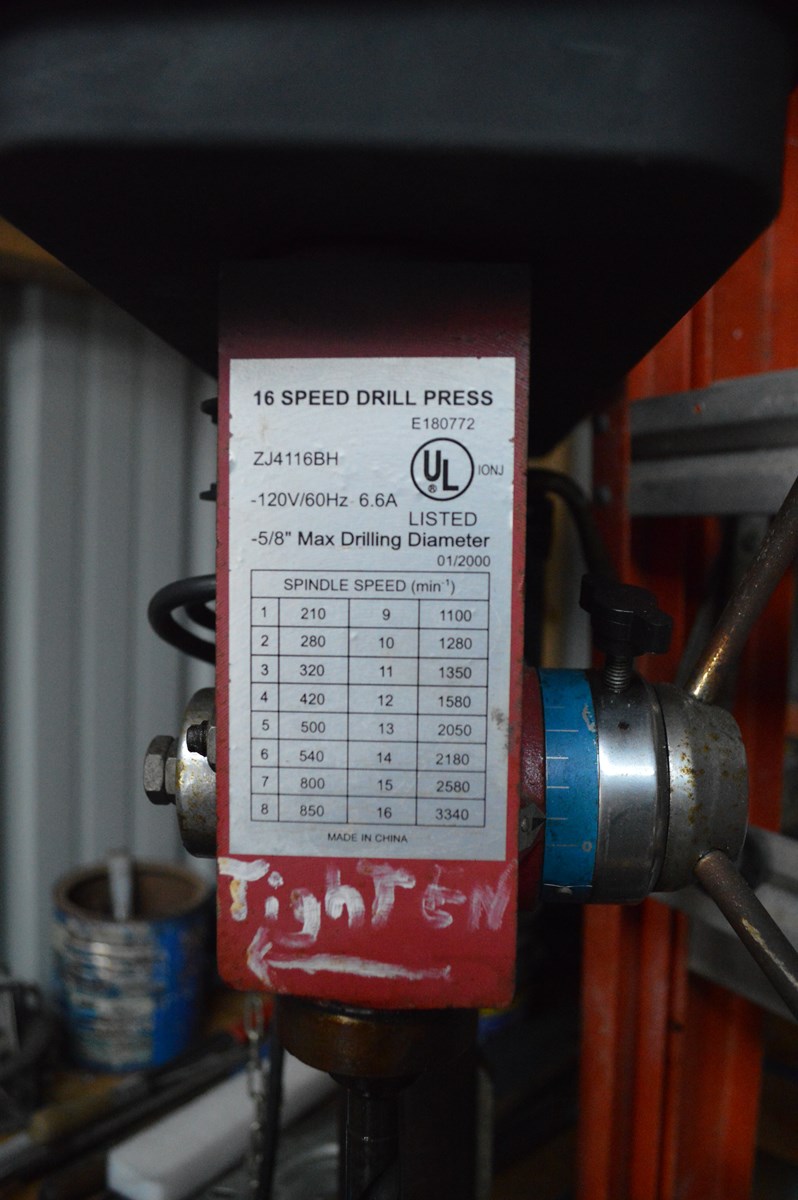 16 SPEED DRILL PRESS
E180772
ZJ4116BH
UL
®
IONJ
-120V/60Hz 6.6A
LISTED
-5/8" Max Drilling Diameter
01/2000
SPINDLE SPEED (min⁻¹)
1 210 9 1100
2 280 10 1280
3 320 11 1350
4 420 12 1580
5 500 13 2050
6 540 14 2180
7 800 15 2580
8 850 16 3340
MADE IN CHINA
TighTEN